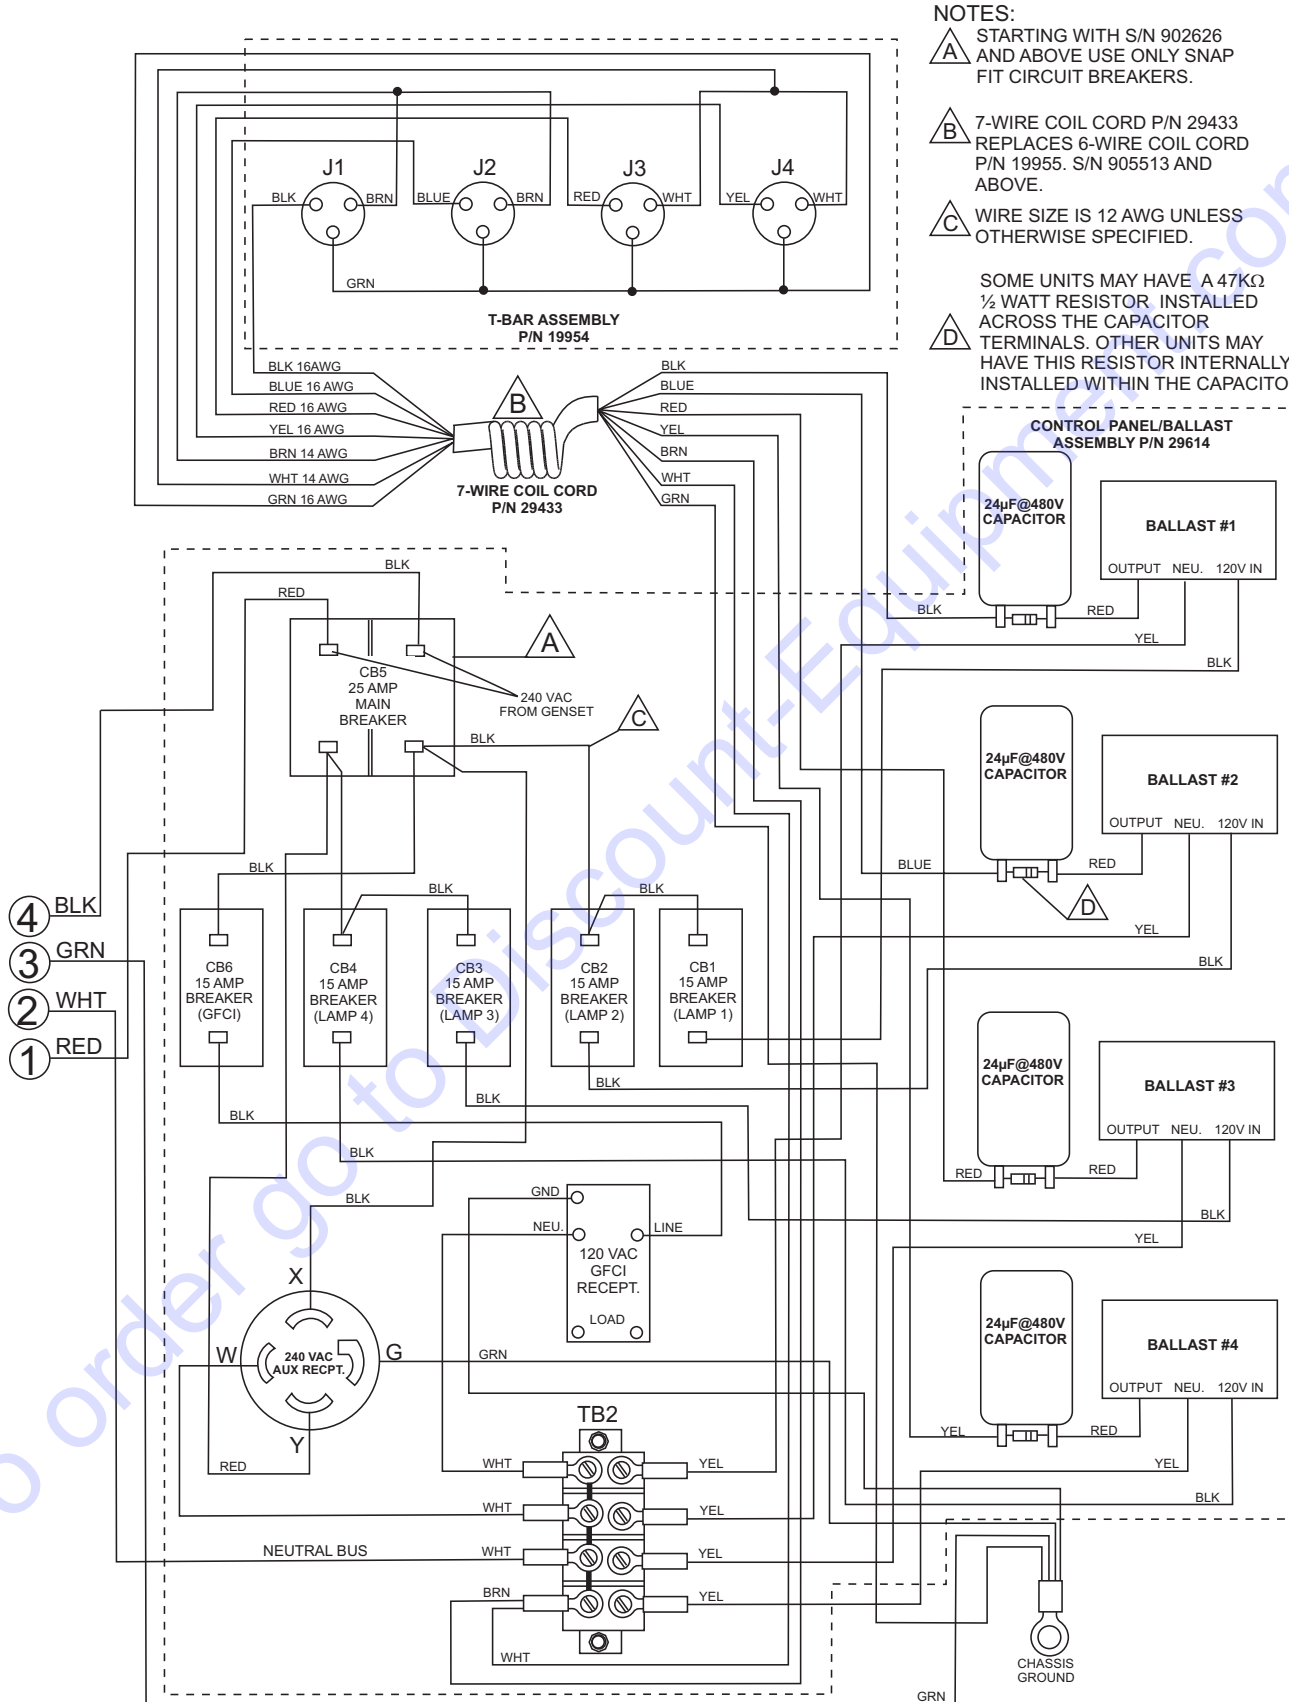 NOTES:
A STARTING WITH S/N 902626
AND ABOVE USE ONLY SNAP
FIT CIRCUIT BREAKERS.
B 7-WIRE COIL CORD P/N 29433
REPLACES 6-WIRE COIL CORD
P/N 19955. S/N 905513 AND
ABOVE.
C WIRE SIZE IS 12 AWG UNLESS
OTHERWISE SPECIFIED.
SOME UNITS MAY HAVE A 47KΩ
½ WATT RESISTOR INSTALLED
D ACROSS THE CAPACITOR
TERMINALS. OTHER UNITS MAY
HAVE THIS RESISTOR INTERNALLY
INSTALLED WITHIN THE CAPACITO
J1 J2 J3 J4
BLK BRN BLUE BRN RED WHT YEL WHT
GRN
T-BAR ASSEMBLY
P/N 19954
BLK 16AWG
BLUE 16 AWG
RED 16 AWG
YEL 16 AWG
BRN 14 AWG
WHT 14 AWG
GRN 16 AWG
B
7-WIRE COIL CORD
P/N 29433
BLK
BLUE
RED
YEL
BRN
WHT
GRN
CONTROL PANEL/BALLAST
ASSEMBLY P/N 29614
24µF@480V
CAPACITOR
BALLAST #1
OUTPUT NEU. 120V IN
BLK RED
YEL
BLK
24µF@480V
CAPACITOR
BALLAST #2
OUTPUT NEU. 120V IN
BLUE RED
D
YEL
BLK
24µF@480V
CAPACITOR
BALLAST #3
OUTPUT NEU. 120V IN
RED RED
BLK
YEL
24µF@480V
CAPACITOR
BALLAST #4
OUTPUT NEU. 120V IN
YEL RED
YEL
BLK
BLK
RED
A
CB5
25 AMP
MAIN
BREAKER
240 VAC
FROM GENSET
C
BLK
BLK
BLK
BLK
4 BLK
3 GRN
2 WHT
1 RED
CB6
15 AMP
BREAKER
(GFCI)
CB4
15 AMP
BREAKER
(LAMP 4)
CB3
15 AMP
BREAKER
(LAMP 3)
CB2
15 AMP
BREAKER
(LAMP 2)
CB1
15 AMP
BREAKER
(LAMP 1)
BLK
BLK
BLK
BLK
BLK
GND
NEU. LINE
120 VAC
GFCI
RECEPT.
LOAD
X
W G
240 VAC
AUX RECPT.
Y
GRN
RED
TB2
WHT YEL
WHT YEL
NEUTRAL BUS WHT YEL
BRN YEL
WHT
CHASSIS
GROUND
GRN
to order go to Discount-Equipment.com